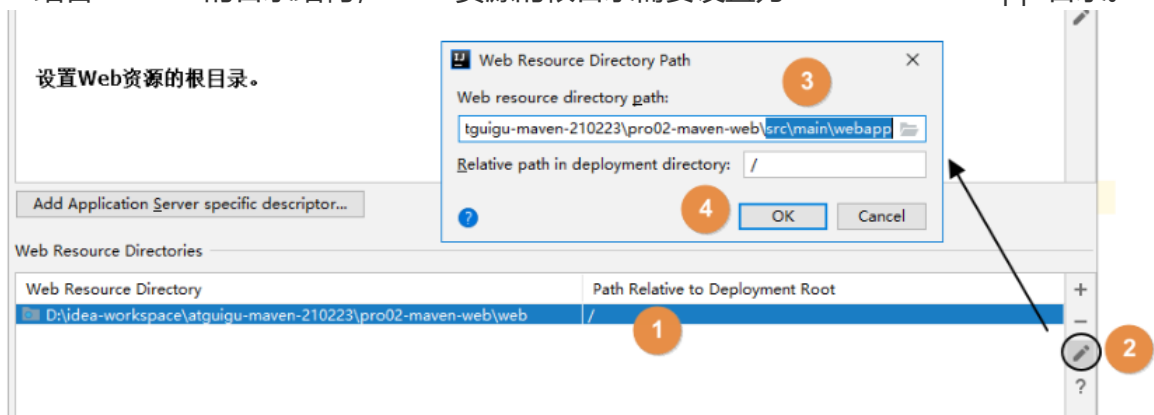 设置Web资源的根目录。
Web Resource Directory Path
3
Web resource directory path:
tguigu-maven-210223\pro02-maven-web\src\main\webapp
Relative path in deployment directory: /
4
OK
Cancel
Add Application Server specific descriptor...
Web Resource Directories
Web Resource Directory
Path Relative to Deployment Root
D:\idea-workspace\atguigu-maven-210223\pro02-maven-web\web
/
1
2